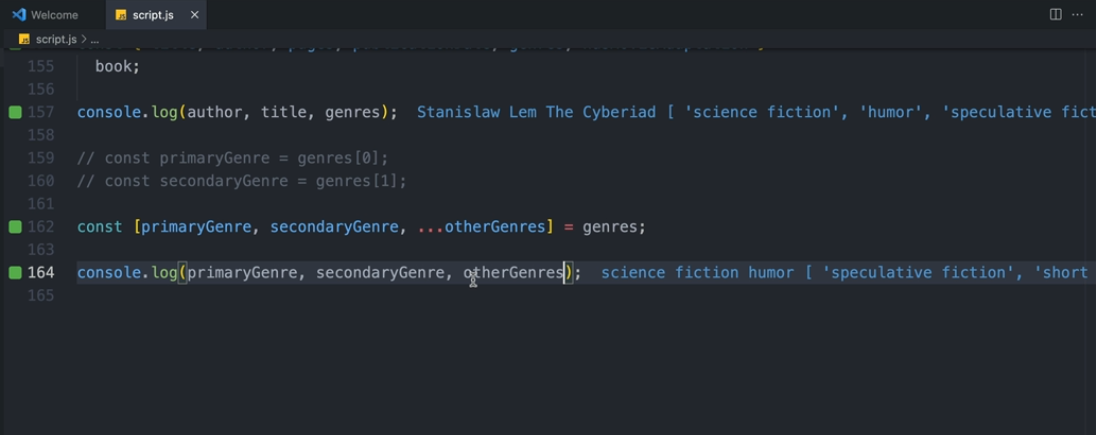 Welcome
script.js
script.js > ...
155 book;
156
157 console.log(author, title, genres); Stanislaw Lem The Cyberiad [ 'science fiction', 'humor', 'speculative fict
158
159 // const primaryGenre = genres[0];
160 // const secondaryGenre = genres[1];
161
162 const [primaryGenre, secondaryGenre, ...otherGenres] = genres;
163
164 console.log(primaryGenre, secondaryGenre, otherGenres); science fiction humor [ 'speculative fiction', 'short
165